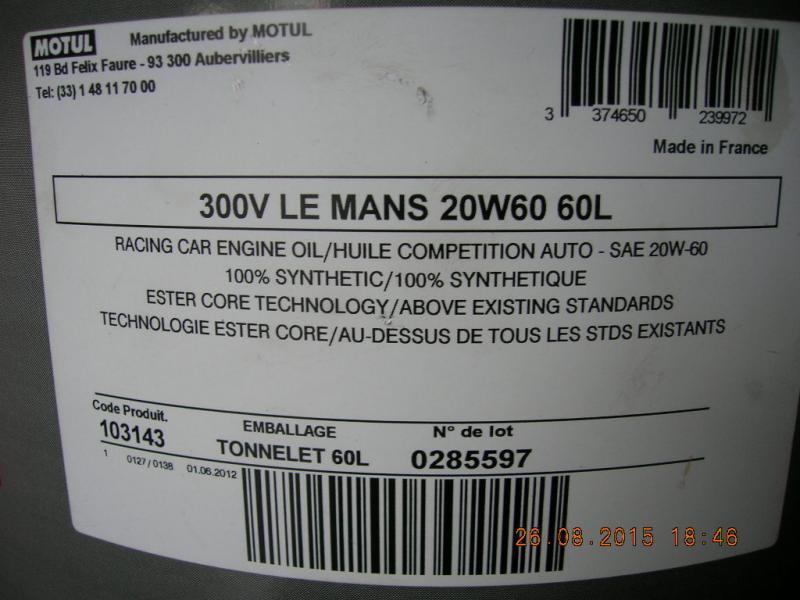 MOTUL Manufactured by MOTUL
119 Bd Felix Faure - 93 300 Aubervilliers
Tel: (33) 1 48 11 70 00
3 374650 239972
Made in France
300V LE MANS 20W60 60L
RACING CAR ENGINE OIL/HUILE COMPETITION AUTO - SAE 20W-60
100% SYNTHETIC/100% SYNTHETIQUE
ESTER CORE TECHNOLOGY/ABOVE EXISTING STANDARDS
TECHNOLOGIE ESTER CORE/AU-DESSUS DE TOUS LES STDS EXISTANTS
Code Produit. EMBALLAGE N° de lot
103143 TONNELET 60L 0285597
1 0127 / 0138 01.06.2012
26.08.2015 18:46